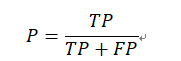 P = TP / (TP + FP)